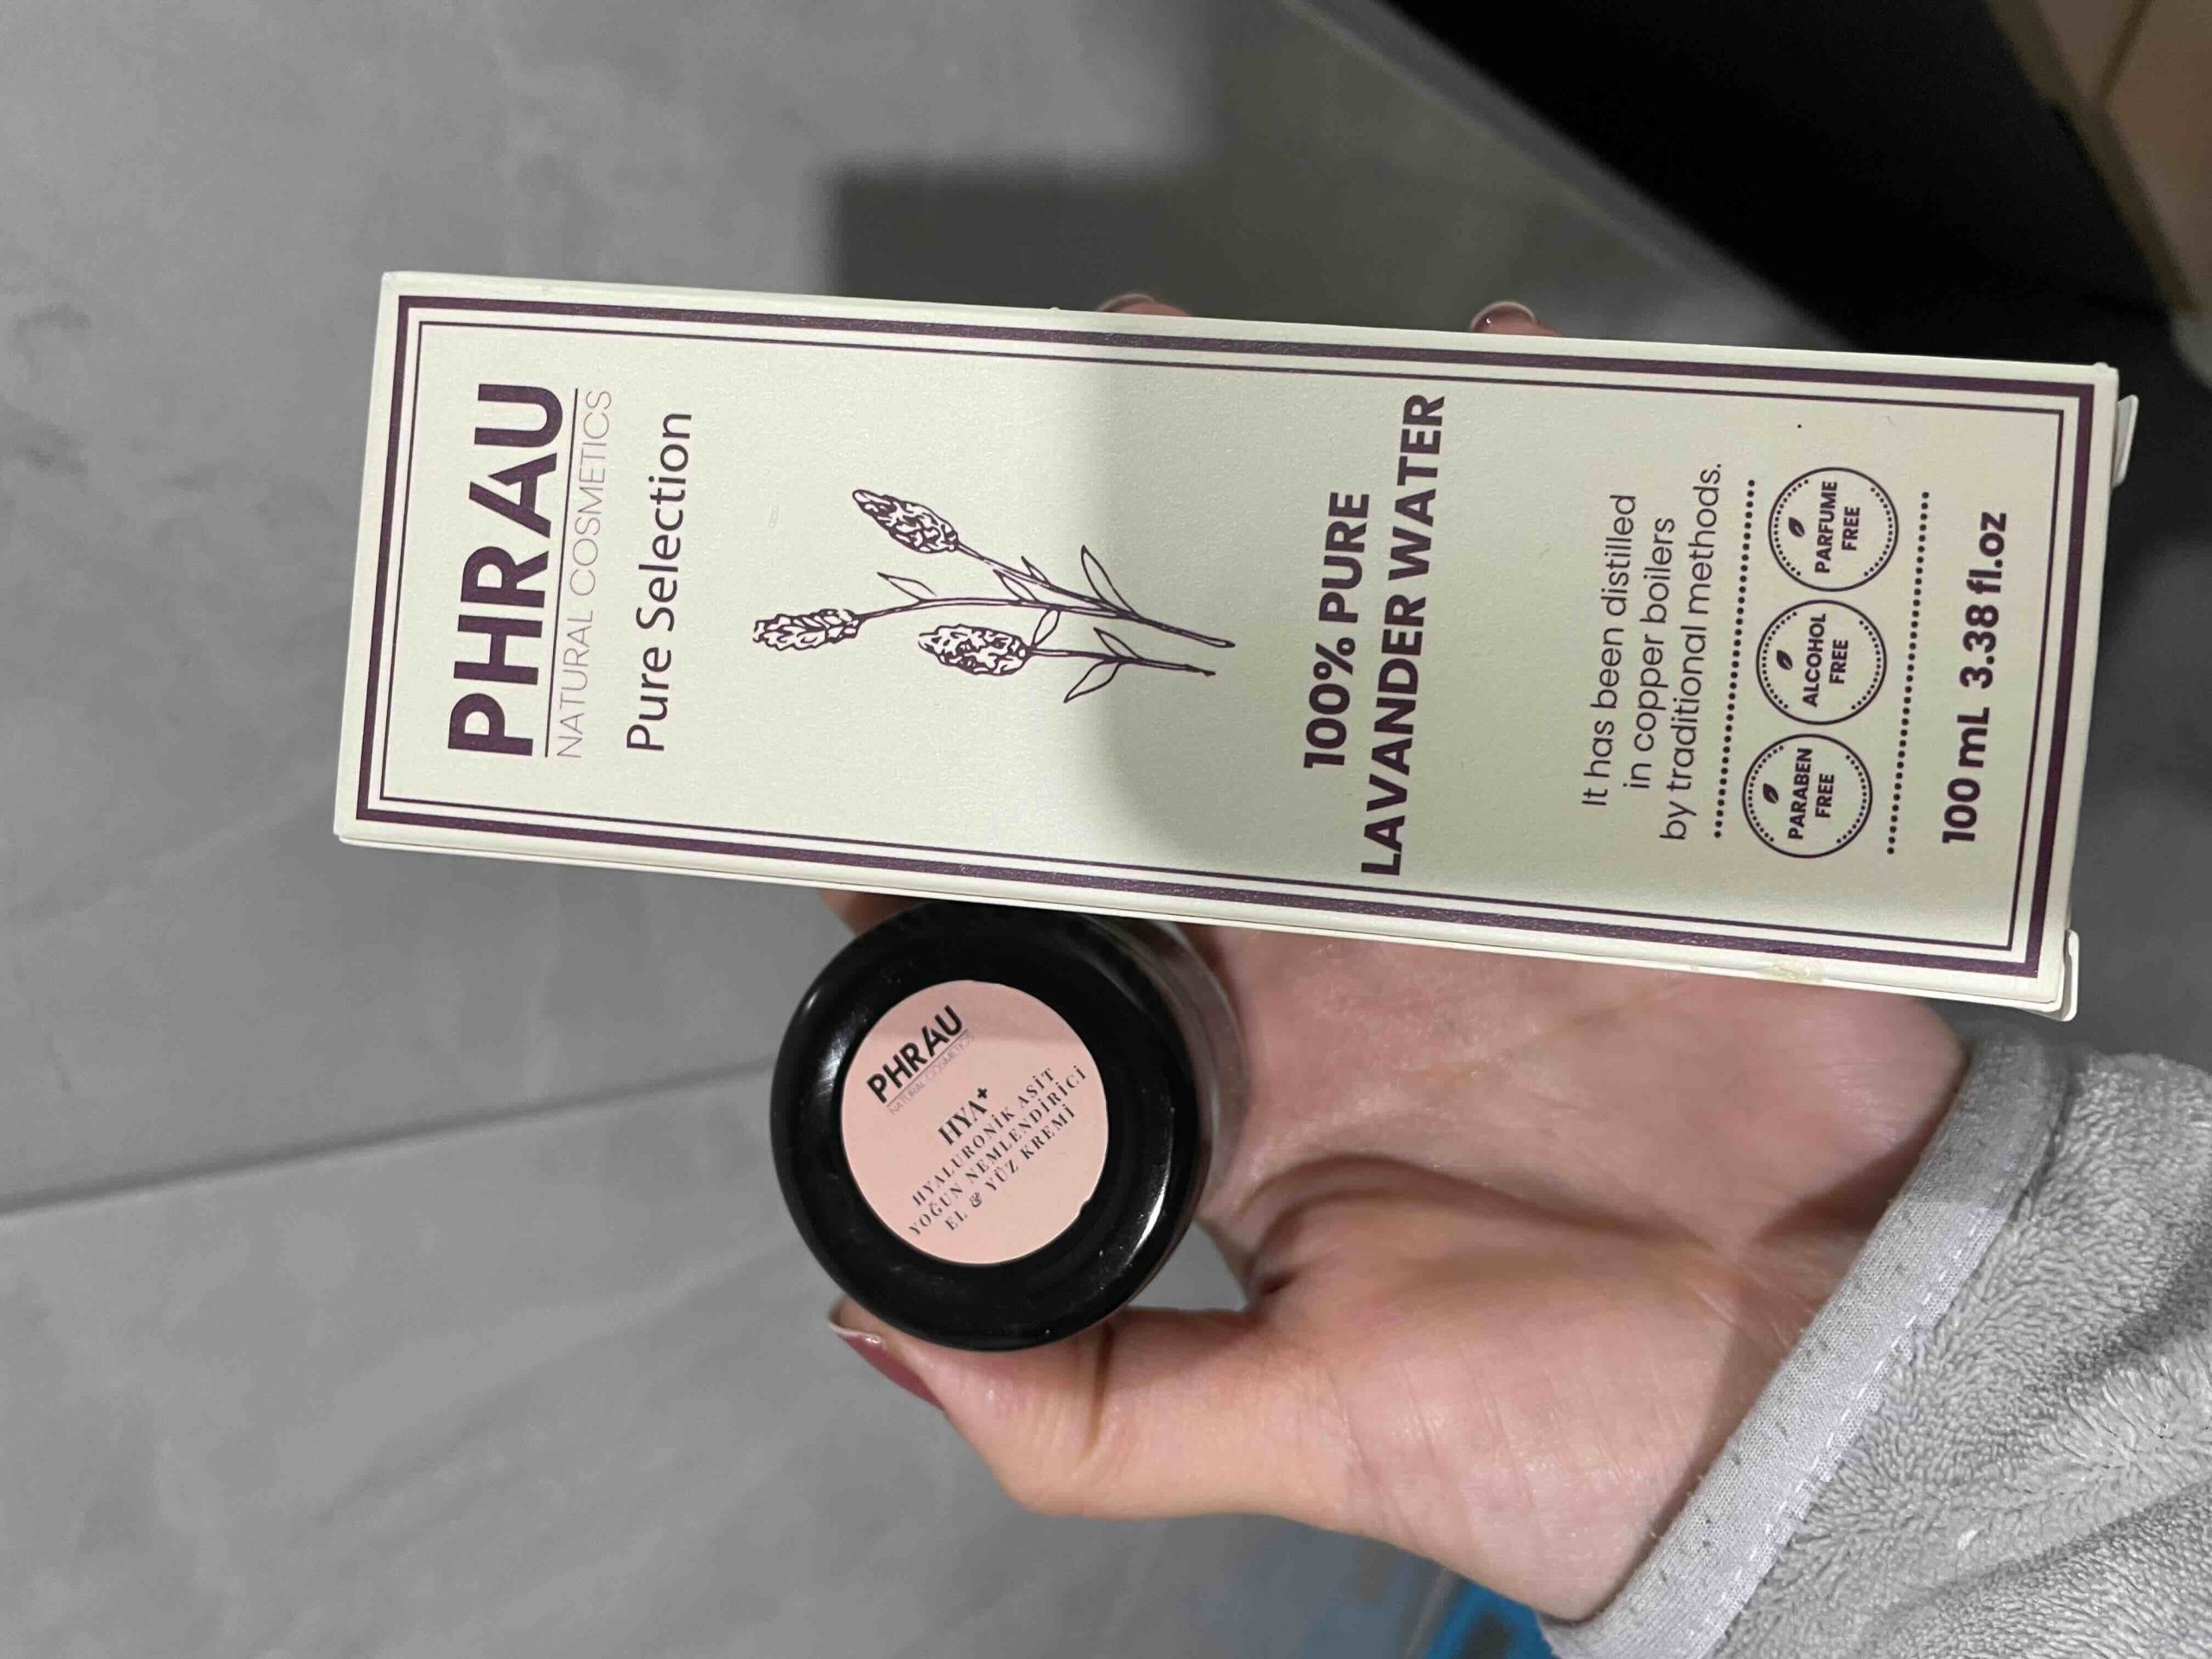 PHRAU
NATURAL COSMETICS
Pure Selection
100% PURE
LAVANDER WATER
It has been distilled
in copper boilers
by traditional methods.
PARABEN
FREE
ALCOHOL
FREE
PARFUME
FREE
100 mL 3.38 fl.oz
PHRAU
NATURAL COSMETICS
HYA+
HYALURONİK ASİT
YOĞUN NEMLENDİRİCİ
EL & YÜZ KREMİ